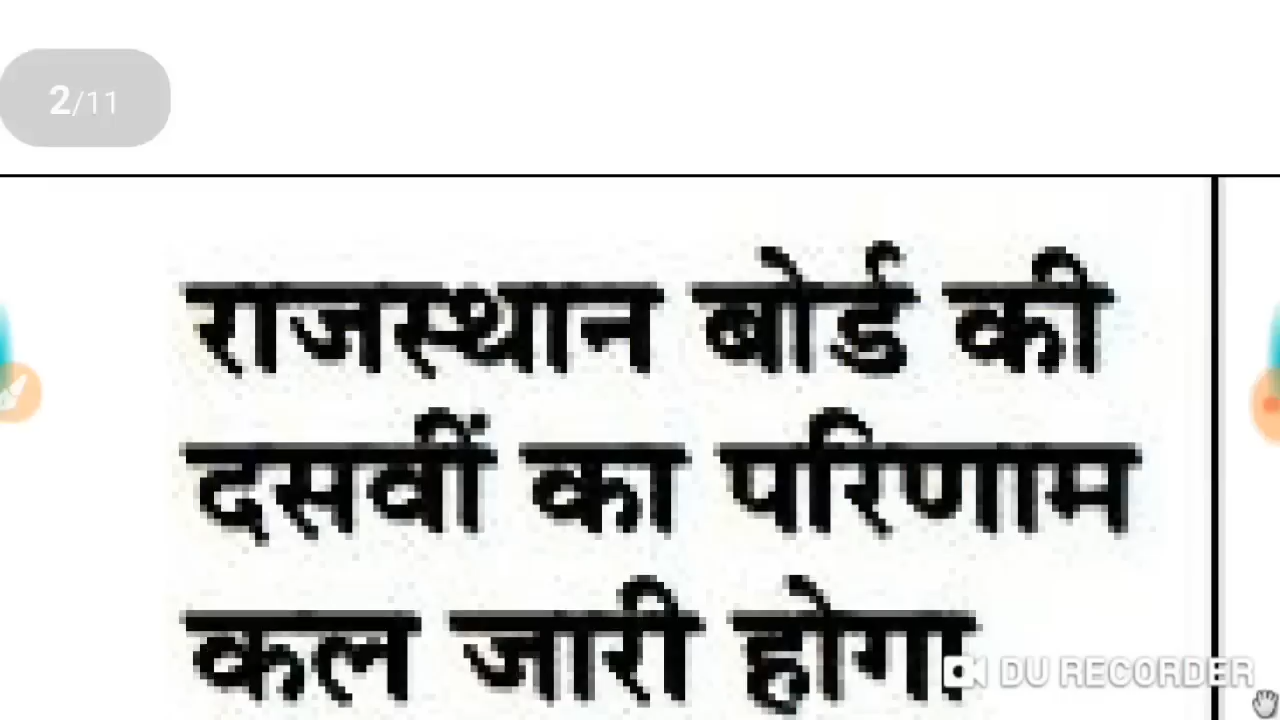 2/11
राजस्थान बोर्ड की
दसवीं का परिणाम
कल जारी होगा
DU RECORDER